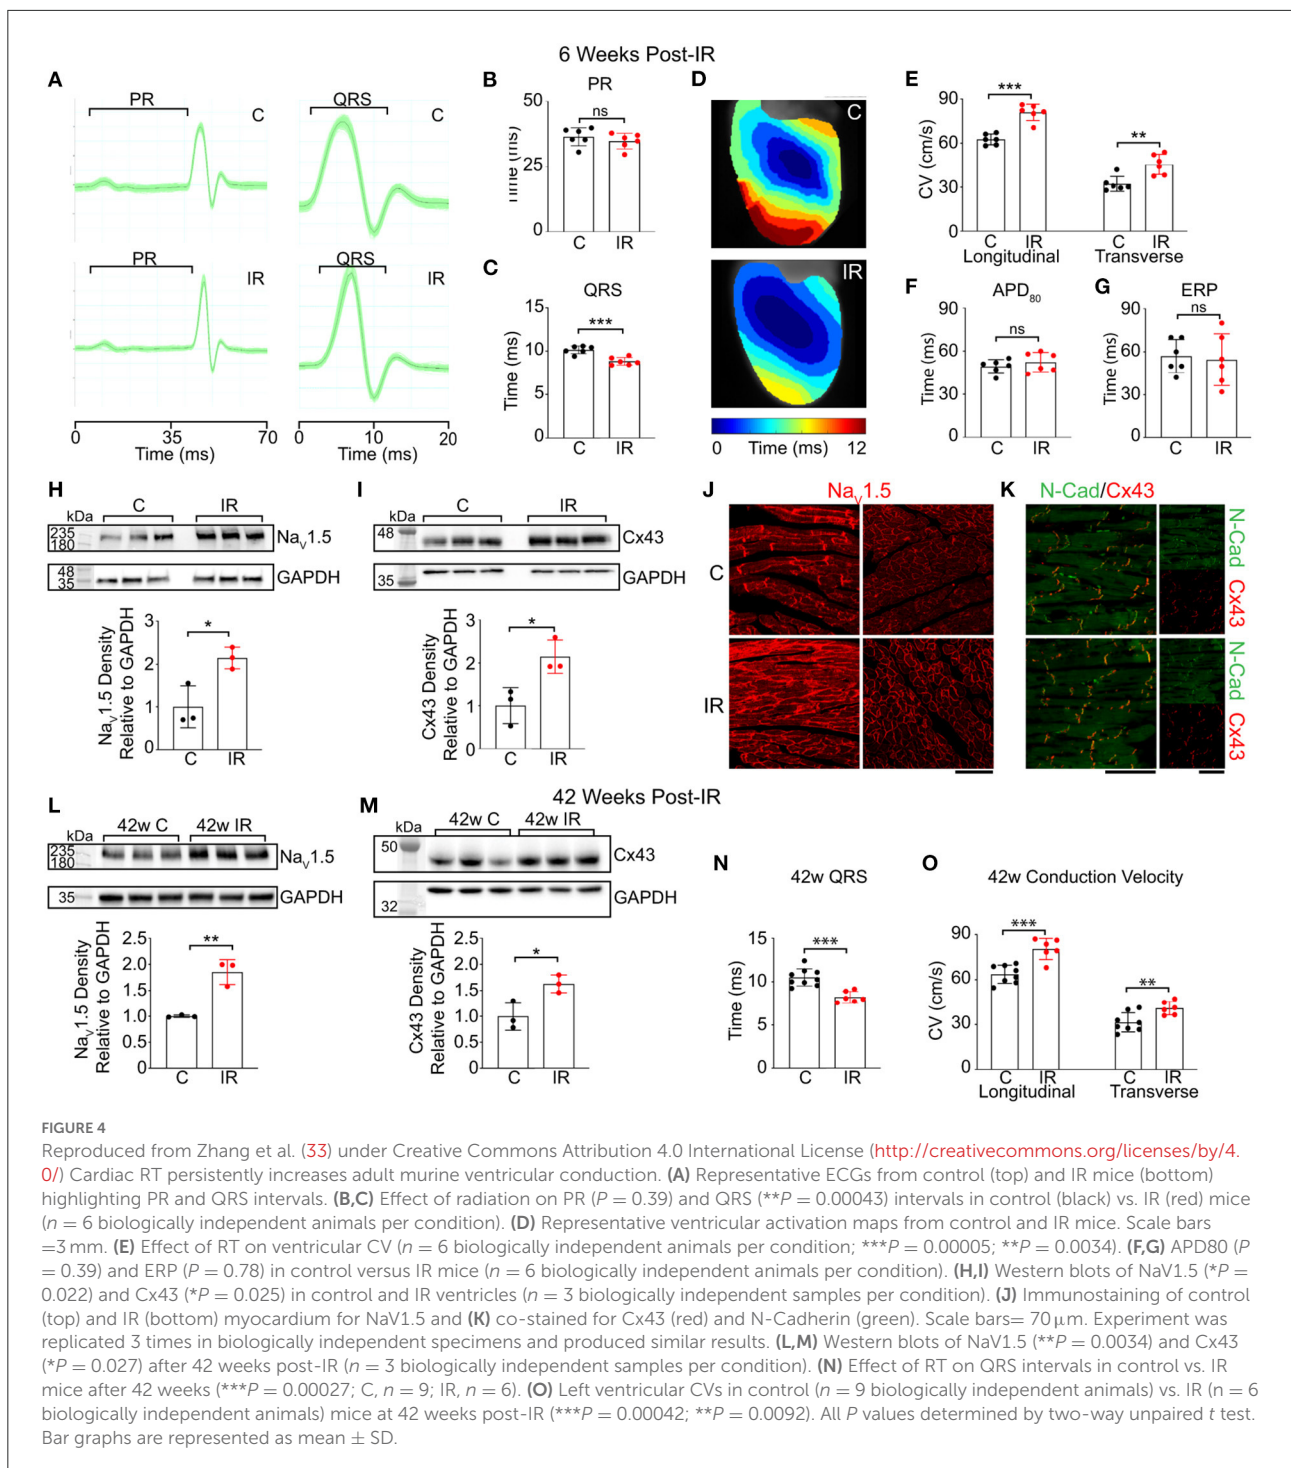 6 Weeks Post-IR
A
PR
C
QRS
C
PR
IR
QRS
IR
0 35 70
Time (ms)
0 10 20
Time (ms)
B
PR
ns
50
25
0
Time (ms)
C IR
C
QRS
***
15
10
5
0
Time (ms)
C IR
D
C
IR
0 Time (ms) 12
E
***
**
90
60
30
0
CV (cm/s)
C IR C IR
Longitudinal Transverse
F
APD80
ns
90
60
30
0
Time (ms)
C IR
G
ERP
ns
90
60
30
0
Time (ms)
C IR
H
kDa
C IR
235
180
NaV1.5
48
35
GAPDH
*
3
2
1
0
NaV1.5 Density
Relative to GAPDH
C IR
I
kDa
C IR
48
Cx43
35
GAPDH
*
3
2
1
0
Cx43 Density
Relative to GAPDH
C IR
J
NaV1.5
C
IR
K
N-Cad/Cx43
N-Cad
Cx43
N-Cad
Cx43
42 Weeks Post-IR
L
kDa
42w C 42w IR
235
180
NaV1.5
35
GAPDH
**
2.5
2.0
1.5
1.0
0.5
0
NaV1.5 Density
Relative to GAPDH
C IR
M
kDa
42w C 42w IR
50
Cx43
32
GAPDH
*
2.5
2.0
1.5
1.0
0.5
0
Cx43 Density
Relative to GAPDH
C IR
N
42w QRS
***
15
10
5
0
Time (ms)
C IR
O
42w Conduction Velocity
***
**
90
60
30
0
CV (cm/s)
C IR C IR
Longitudinal Transverse
FIGURE 4
Reproduced from Zhang et al. (33) under Creative Commons Attribution 4.0 International License (http://creativecommons.org/licenses/by/4.
0/) Cardiac RT persistently increases adult murine ventricular conduction. (A) Representative ECGs from control (top) and IR mice (bottom)
highlighting PR and QRS intervals. (B,C) Effect of radiation on PR (P = 0.39) and QRS (**P = 0.00043) intervals in control (black) vs. IR (red) mice
(n = 6 biologically independent animals per condition). (D) Representative ventricular activation maps from control and IR mice. Scale bars
=3 mm. (E) Effect of RT on ventricular CV (n = 6 biologically independent animals per condition; ***P = 0.00005; **P = 0.0034). (F,G) APD80 (P
= 0.39) and ERP (P = 0.78) in control versus IR mice (n = 6 biologically independent animals per condition). (H,I) Western blots of NaV1.5 (*P =
0.022) and Cx43 (*P = 0.025) in control and IR ventricles (n = 3 biologically independent samples per condition). (J) Immunostaining of control
(top) and IR (bottom) myocardium for NaV1.5 and (K) co-stained for Cx43 (red) and N-Cadherin (green). Scale bars= 70 μm. Experiment was
replicated 3 times in biologically independent specimens and produced similar results. (L,M) Western blots of NaV1.5 (**P = 0.0034) and Cx43
(*P = 0.027) after 42 weeks post-IR (n = 3 biologically independent samples per condition). (N) Effect of RT on QRS intervals in control vs. IR
mice after 42 weeks (***P = 0.00027; C, n = 9; IR, n = 6). (O) Left ventricular CVs in control (n = 9 biologically independent animals) vs. IR (n = 6
biologically independent animals) mice at 42 weeks post-IR (***P = 0.00042; **P = 0.0092). All P values determined by two-way unpaired t test.
Bar graphs are represented as mean ± SD.